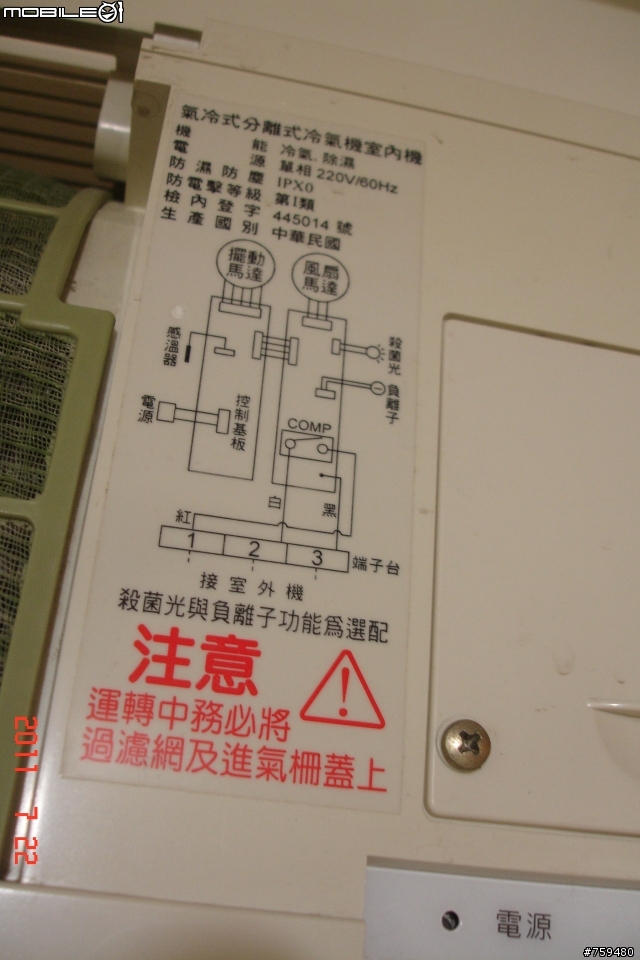 MOBILE01
氣冷式分離式冷氣機室內機
機能 冷氣.除濕
電源 單相 220V/60Hz
防濕防塵 IPX0
防電擊等級 第I類
檢內登字 445014 號
生產國別 中華民國
擺動馬達
風扇馬達
感溫器
殺菌光
負離子
電源
控制基板
COMP
白
黑
紅
1 2 3 端子台
接室外機
殺菌光與負離子功能為選配
注意
運轉中務必將
過濾網及進氣柵蓋上
2011 7 22
電源
#759480